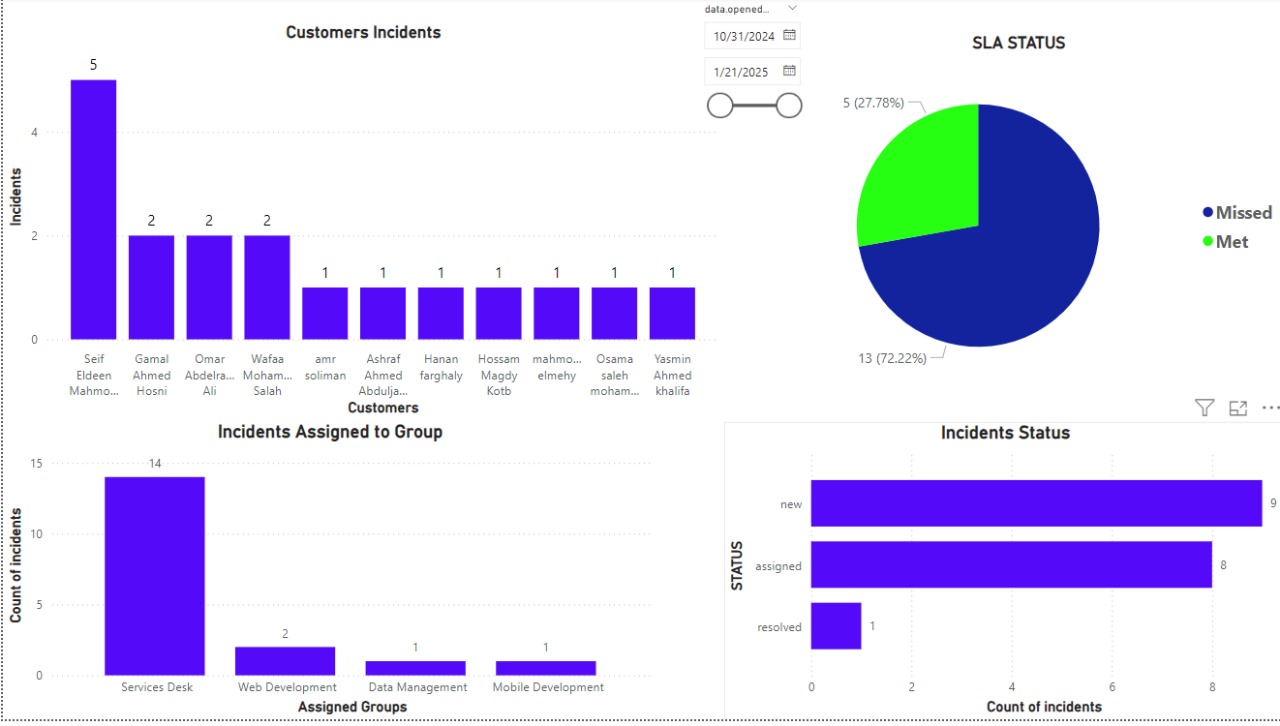 Customers Incidents
5
2
2
2
1
1
1
1
1
1
1
4
2
0
Incidents
Seif Eldeen Mahmo...
Gamal Ahmed Hosni
Omar Abdelra... Ali
Wafaa Moham... Salah
amr soliman
Ashraf Ahmed Abdulja...
Hanan farghaly
Hossam Magdy Kotb
mahmo... elmehy
Osama saleh moham...
Yasmin Ahmed khalifa
Customers
data.opened...
10/31/2024
1/21/2025
SLA STATUS
5 (27.78%)
13 (72.22%)
Missed
Met
Incidents Assigned to Group
15
10
5
0
Count of incidents
14
2
1
1
Services Desk
Web Development
Data Management
Mobile Development
Assigned Groups
Incidents Status
STATUS
new
9
assigned
8
resolved
1
0
2
4
6
8
Count of incidents